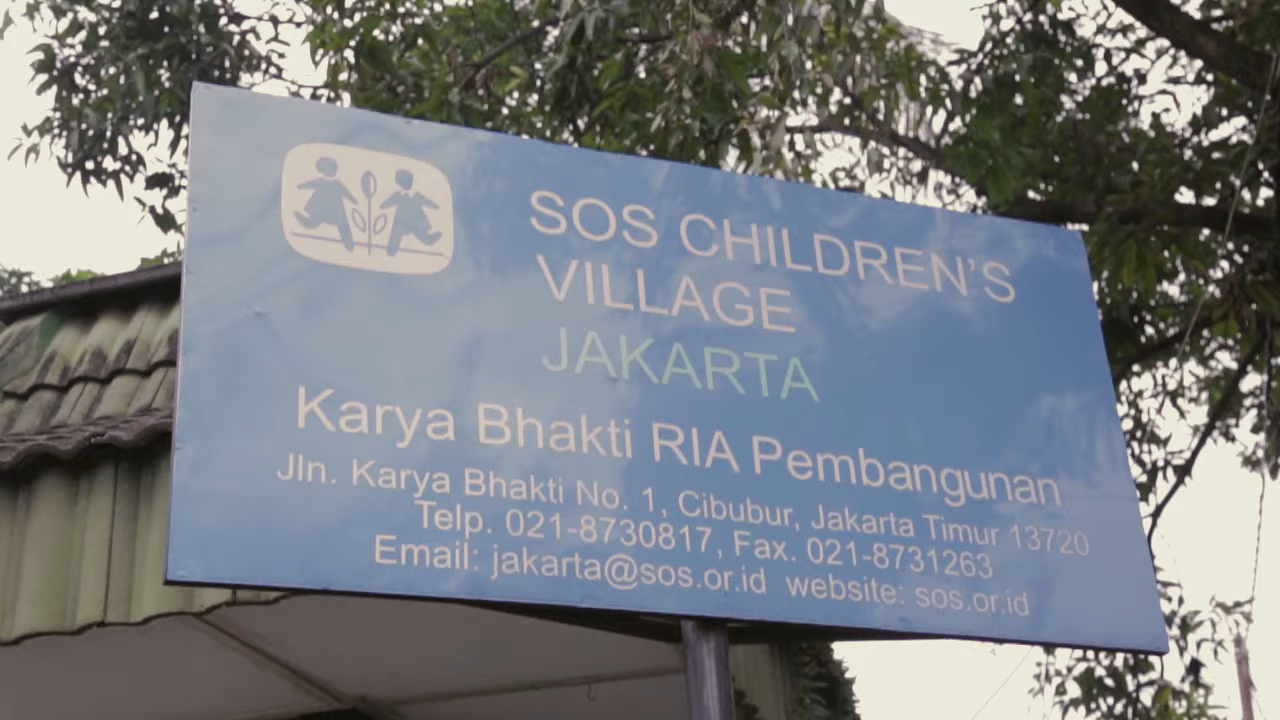 SOS CHILDREN'S
VILLAGE
JAKARTA
Karya Bhakti RIA Pembangunan
Jln. Karya Bhakti No. 1, Cibubur, Jakarta Timur 13720
Telp. 021-8730817, Fax. 021-8731263
Email: jakarta@sos.or.id website: sos.or.id